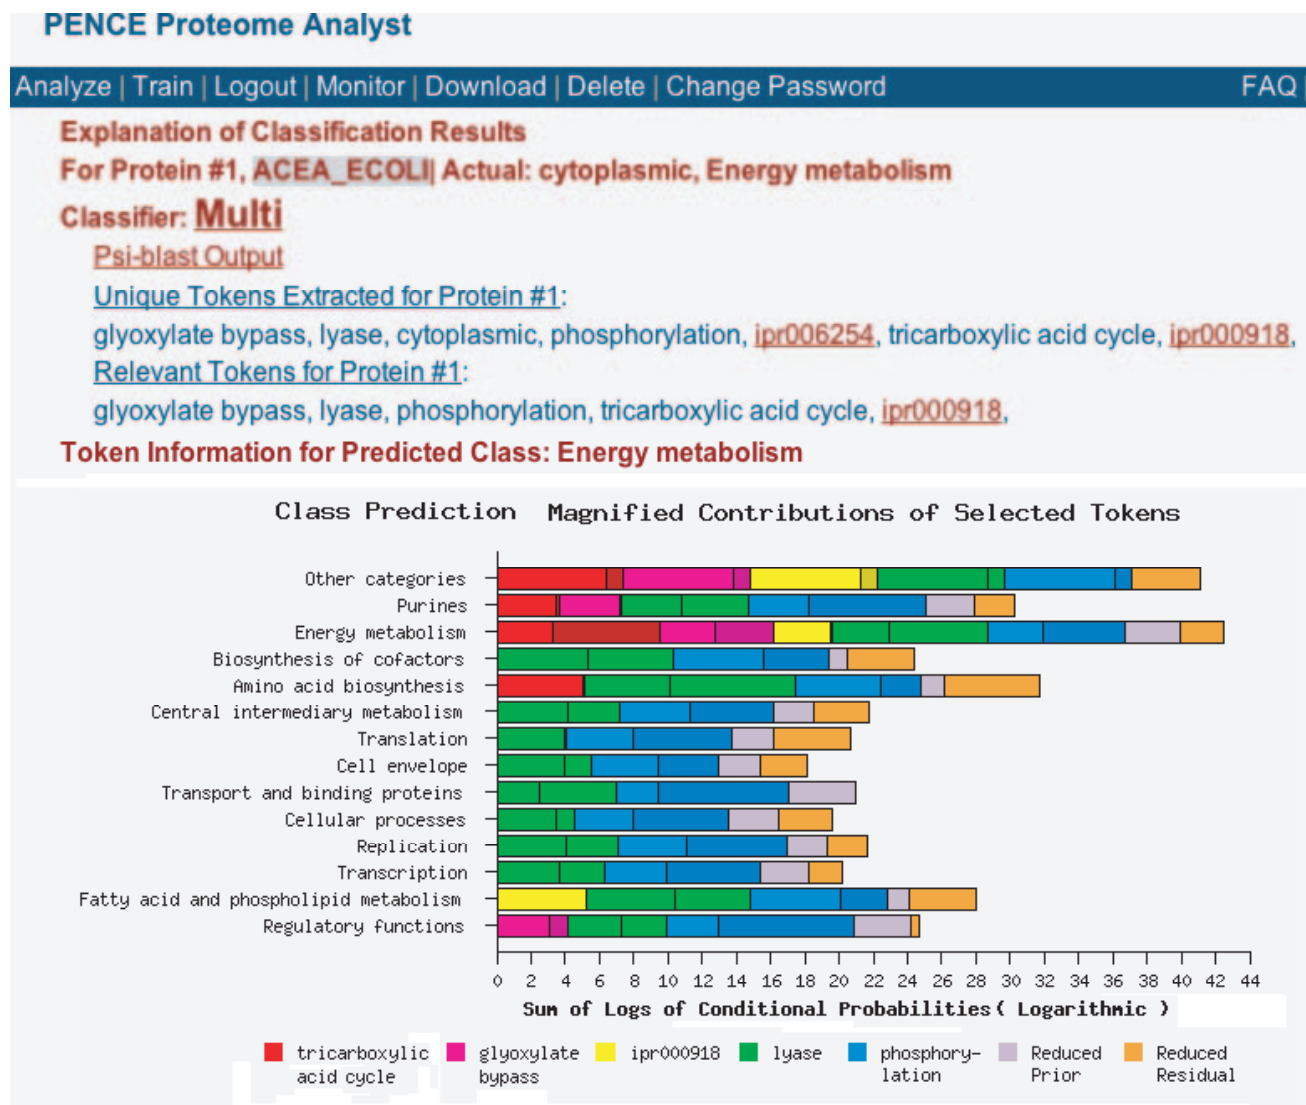 PENCE Proteome Analyst
Analyze | Train | Logout | Monitor | Download | Delete | Change Password FAQ |
Explanation of Classification Results
For Protein #1, ACEA_ECOLI| Actual: cytoplasmic, Energy metabolism
Classifier: Multi
Psi-blast Output
Unique Tokens Extracted for Protein #1:
glyoxylate bypass, lyase, cytoplasmic, phosphorylation, ipr006254, tricarboxylic acid cycle, ipr000918,
Relevant Tokens for Protein #1:
glyoxylate bypass, lyase, phosphorylation, tricarboxylic acid cycle, ipr000918,
Token Information for Predicted Class: Energy metabolism
Class Prediction Magnified Contributions of Selected Tokens
Other categories
Purines
Energy metabolism
Biosynthesis of cofactors
Amino acid biosynthesis
Central intermediary metabolism
Translation
Cell envelope
Transport and binding proteins
Cellular processes
Replication
Transcription
Fatty acid and phospholipid metabolism
Regulatory functions
0 2 4 6 8 10 12 14 16 18 20 22 24 26 28 30 32 34 36 38 40 42 44
Sum of Logs of Conditional Probabilities( Logarithmic )
tricarboxylic glyoxylate ipr000918 lyase phosphory- Reduced Reduced
acid cycle bypass lation Prior Residual